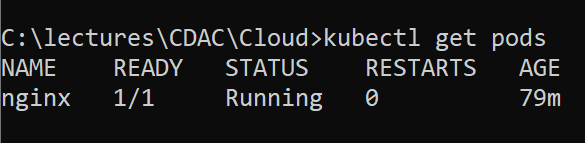 C:\lectures\CDAC\Cloud>kubectl get pods
NAME READY STATUS RESTARTS AGE
nginx 1/1 Running 0 79m